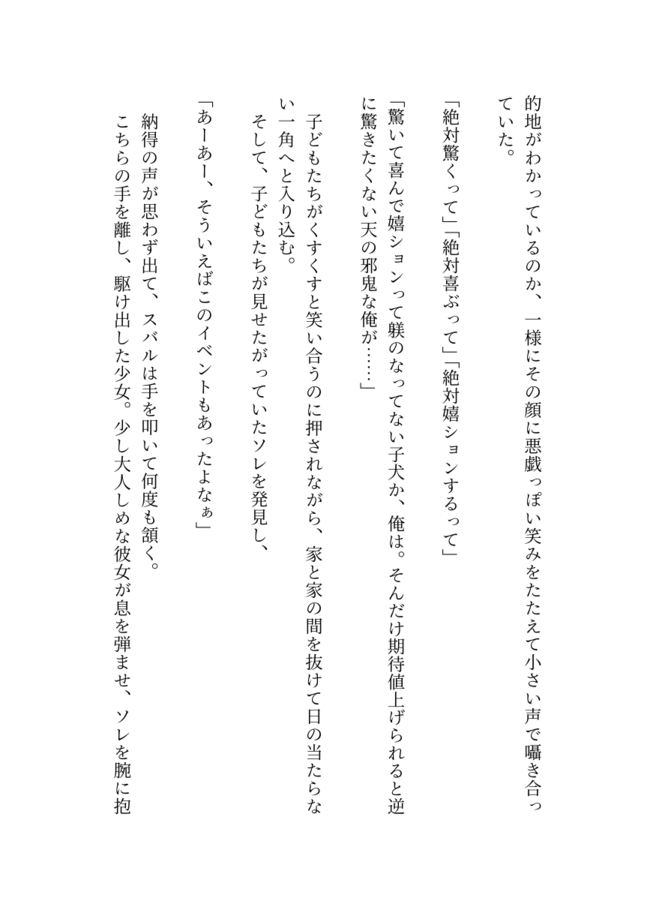 的地がわかっているのか、一様にその顔に悪戯っぽい笑みをたたえて小さい声で囁き合っ
ていた。
「絶対驚くって」「絶対喜ぶって」「絶対嬉ションするって」
「驚いて喜んで嬉ションって躾のなってない子犬か、俺は。そんだけ期待値上げられると逆
に驚きたくない天の邪鬼な俺が……」
子どもたちがくすくすと笑い合うのに押されながら、家と家の間を抜けて日の当たらな
い一角へと入り込む。
そして、子どもたちが見せたがっていたソレを発見し、
「あーあー、そういえばこのイベントもあったよなぁ」
納得の声が思わず出て、スバルは手を叩いて何度も頷く。
こちらの手を離し、駆け出した少女。少し大人しめな彼女が息を弾ませ、ソレを腕に抱